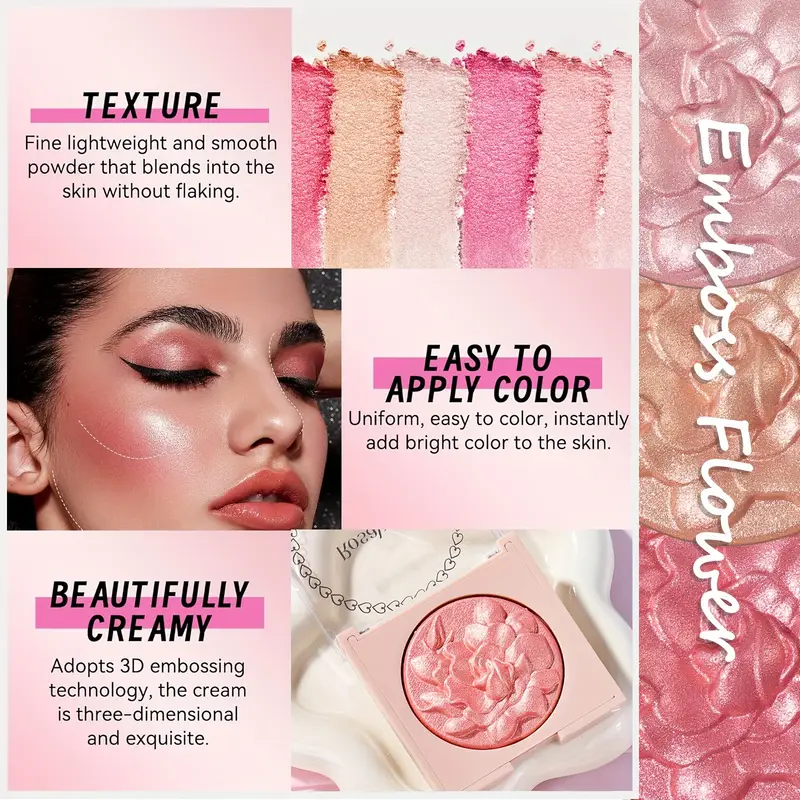 TEXTURE
Fine lightweight and smooth
powder that blends into the
skin without flaking.
EASY TO
APPLY COLOR
Uniform, easy to color, instantly
add bright color to the skin.
BEAUTIFULLY
CREAMY
Adopts 3D embossing
technology, the cream
is three-dimensional
and exquisite.
Emboss Flower